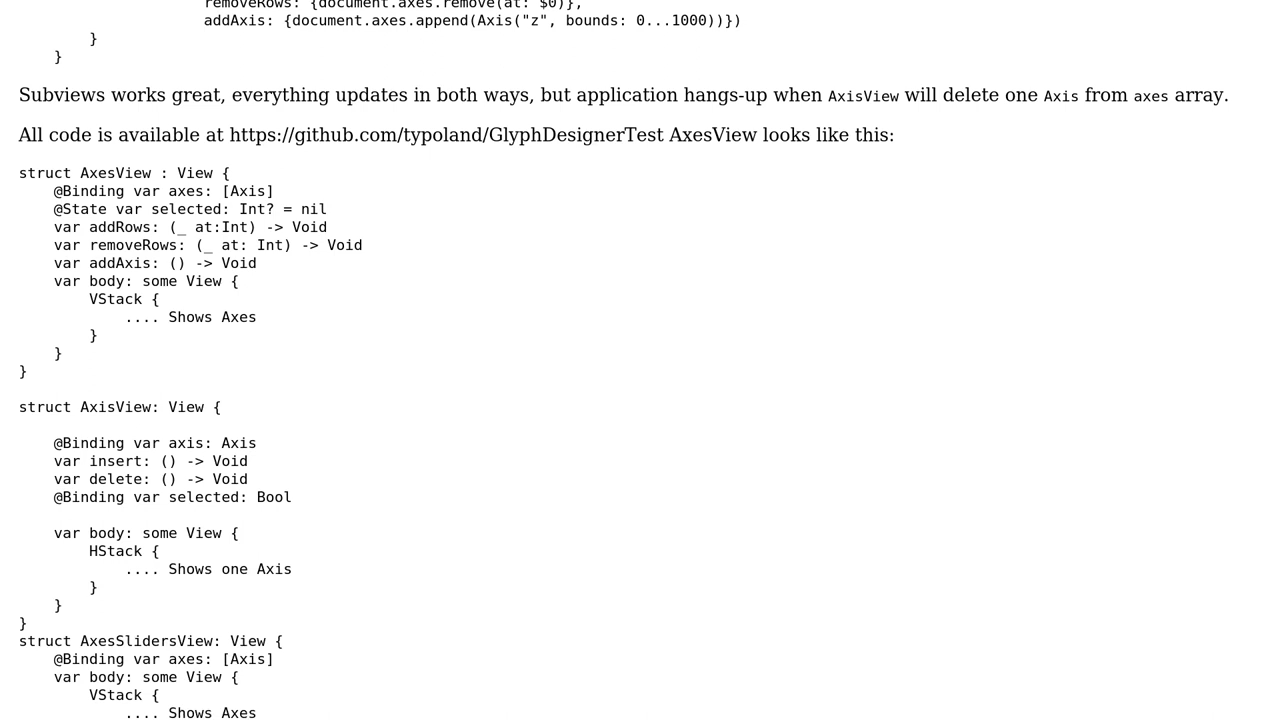 removeRows: {document.axes.remove(at: $0)},
addAxis: {document.axes.append(Axis("z", bounds: 0...1000))})
}
}
Subviews works great, everything updates in both ways, but application hangs-up when AxisView will delete one Axis from axes array.
All code is available at https://github.com/typoland/GlyphDesignerTest AxesView looks like this:
struct AxesView : View {
@Binding var axes: [Axis]
@State var selected: Int? = nil
var addRows: (_ at:Int) -> Void
var removeRows: (_ at: Int) -> Void
var addAxis: () -> Void
var body: some View {
VStack {
.... Shows Axes
}
}
}
struct AxisView: View {
@Binding var axis: Axis
var insert: () -> Void
var delete: () -> Void
@Binding var selected: Bool
var body: some View {
HStack {
.... Shows one Axis
}
}
}
struct AxesSlidersView: View {
@Binding var axes: [Axis]
var body: some View {
VStack {
.... Shows Axes